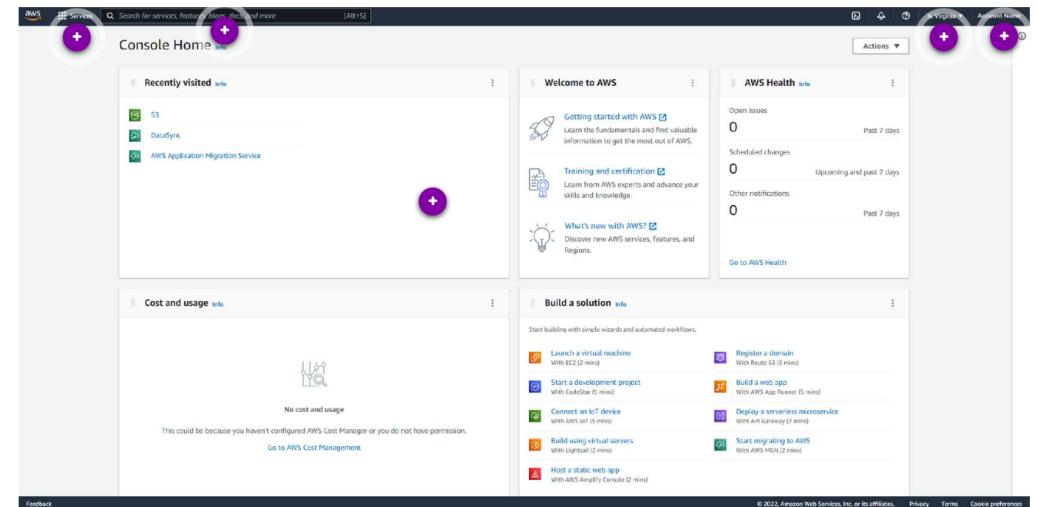 aws
Services
Search for services, features, blogs, docs, and more
[Alt+S]
N. Virginia ▼
Account Name
Console Home Info
Actions ▼
Recently visited Info
S3
DataSync
AWS Application Migration Service
Welcome to AWS
Getting started with AWS
Learn the fundamentals and find valuable
information to get the most out of AWS.
Training and certification
Learn from AWS experts and advance your
skills and knowledge.
What's new with AWS?
Discover new AWS services, features, and
Regions.
AWS Health Info
Open issues
0
Past 7 days
Scheduled changes
0
Upcoming and past 7 days
Other notifications
0
Past 7 days
Go to AWS Health
Cost and usage Info
No cost and usage
This could be because you haven't configured AWS Cost Manager or you do not have permission.
Go to AWS Cost Management
Build a solution Info
Start building with simple wizards and automated workflows.
Launch a virtual machine
With EC2 (2 mins)
Start a development project
With CodeStar (5 mins)
Connect an IoT device
With AWS IoT (5 mins)
Build using virtual servers
With Lightsail (2 mins)
Host a static web app
With AWS Amplify Console (2 mins)
Register a domain
With Route 53 (3 mins)
Build a web app
With AWS App Runner (5 mins)
Deploy a serverless microservice
With API Gateway (2 mins)
Start migrating to AWS
With AWS MGN (2 mins)
Feedback
© 2022, Amazon Web Services, Inc. or its affiliates.
Privacy
Terms
Cookie preferences